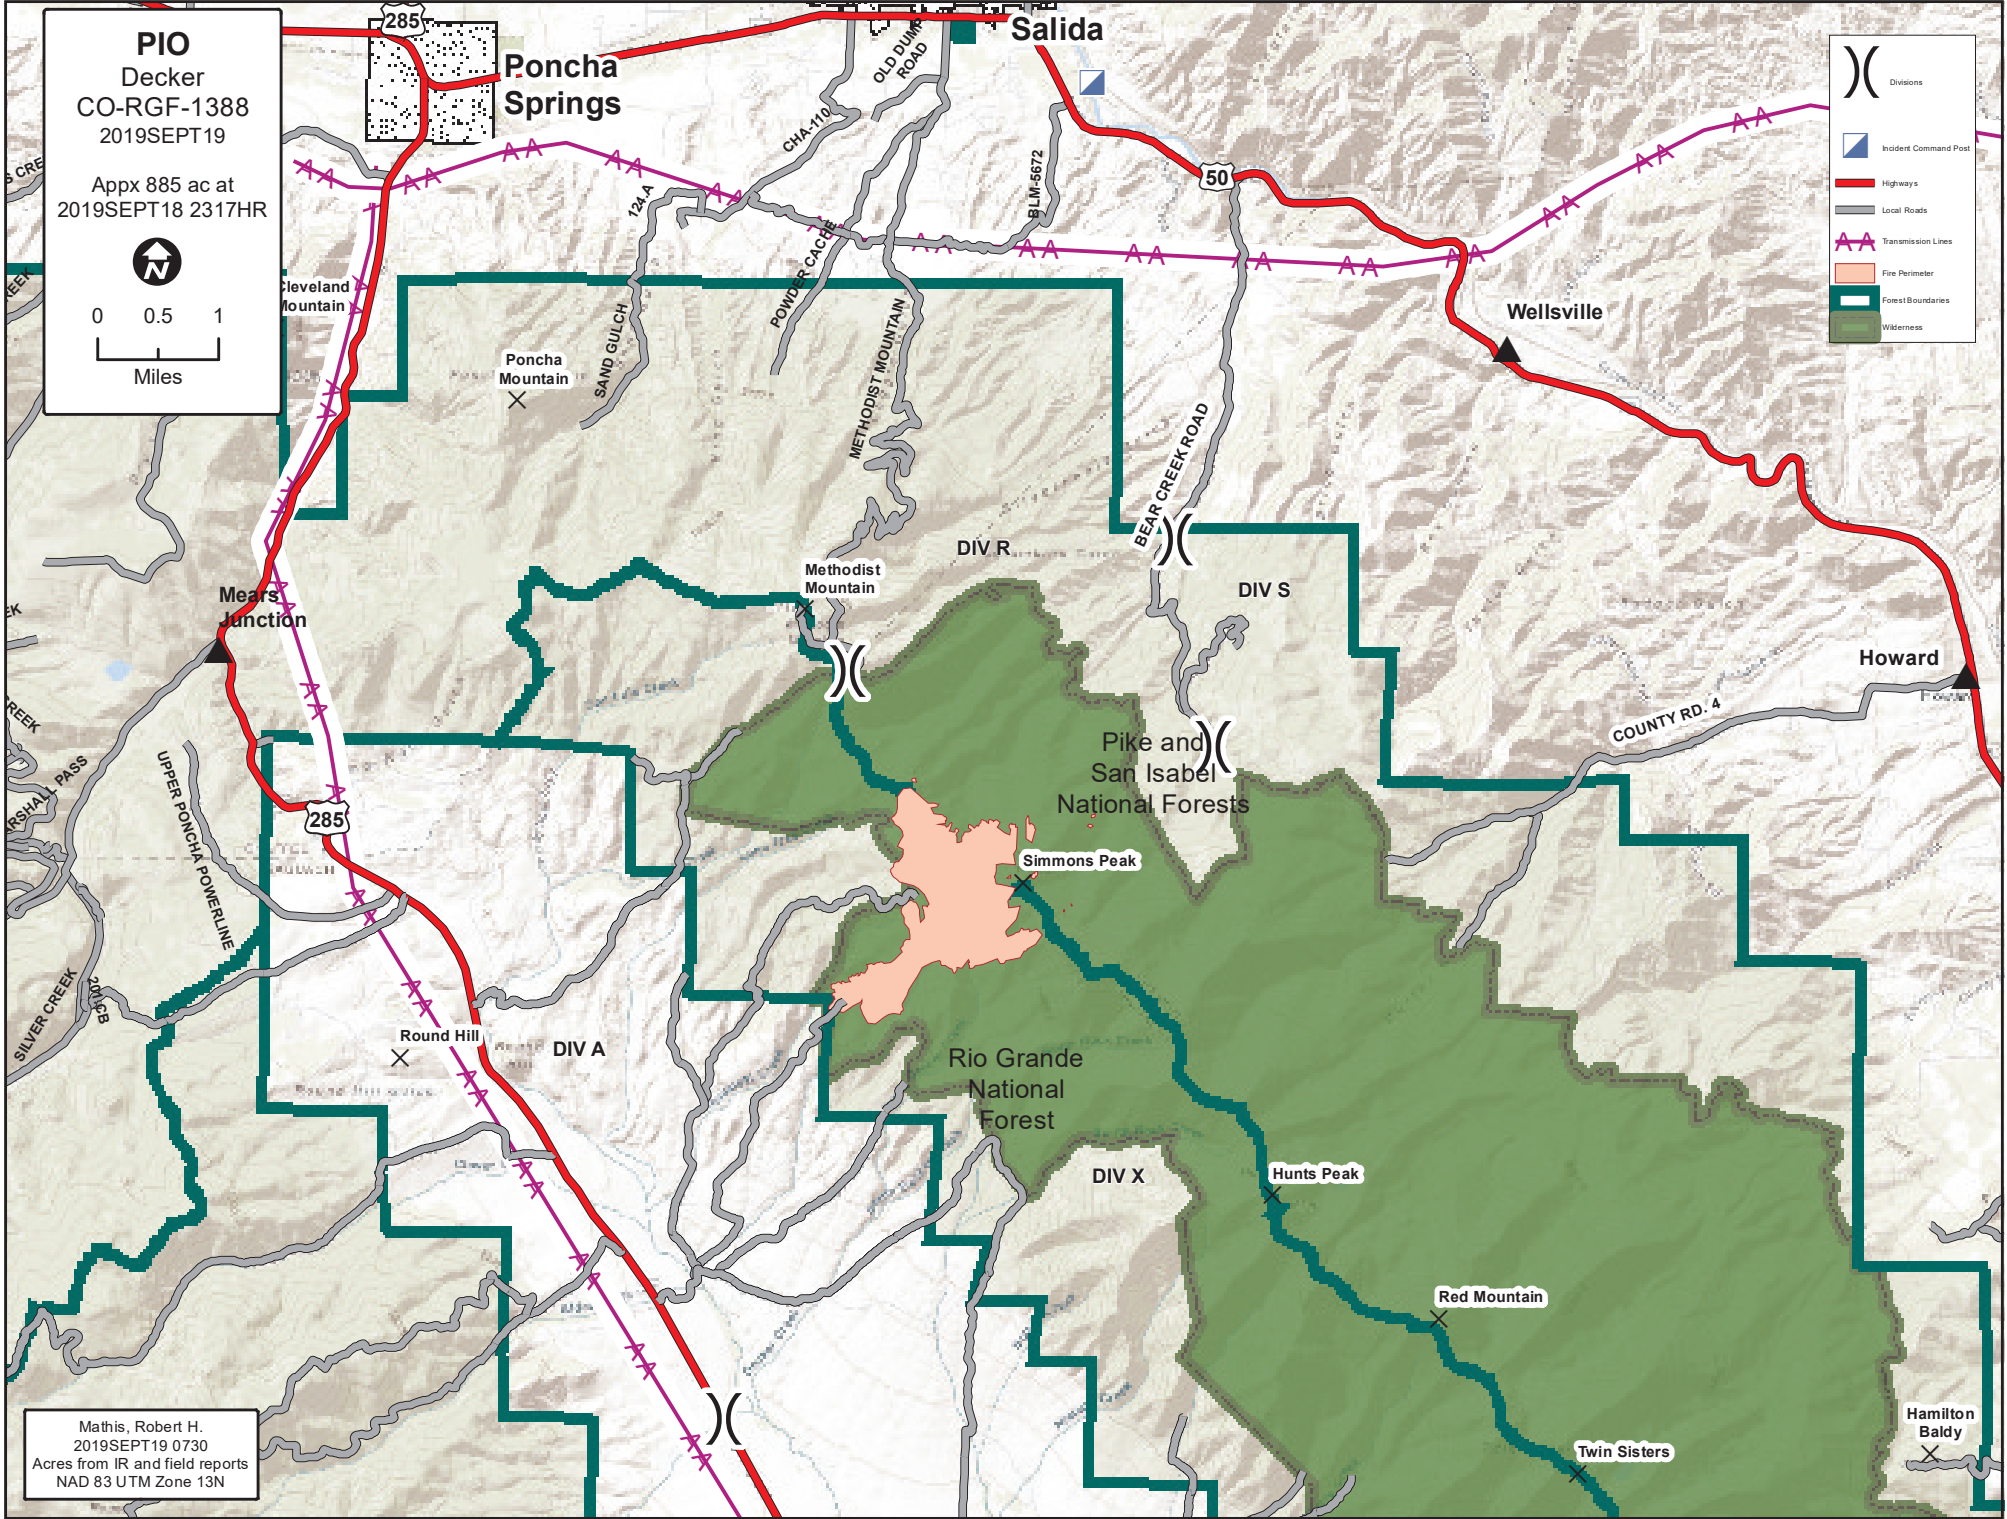 PIO
Decker
CO-RGF-1388
2019SEPT19
Appx 885 ac at
2019SEPT18 2317HR
N
0 0.5 1
Miles
285
Poncha
Springs
Salida
OLD DUMP
ROAD
CHA-110
124.A
BLM-5672
50
Divisions
Incident Command Post
Highways
Local Roads
Transmission Lines
Fire Perimeter
Forest Boundaries
Wilderness
Cleveland
Mountain
Poncha
Mountain
SAND GULCH
POWDER CACHE
METHODIST MOUNTAIN
BEAR CREEK ROAD
Wellsville
DIV R
DIV S
Methodist
Mountain
Mears
Junction
Howard
COUNTY RD. 4
Pike and
San Isabel
National Forests
UPPER PONCHA POWERLINE
285
Simmons Peak
SILVER CREEK
201.CB
Round Hill
DIV A
Rio Grande
National
Forest
DIV X
Hunts Peak
Red Mountain
Twin Sisters
Hamilton
Baldy
Mathis, Robert H.
2019SEPT19 0730
Acres from IR and field reports
NAD 83 UTM Zone 13N